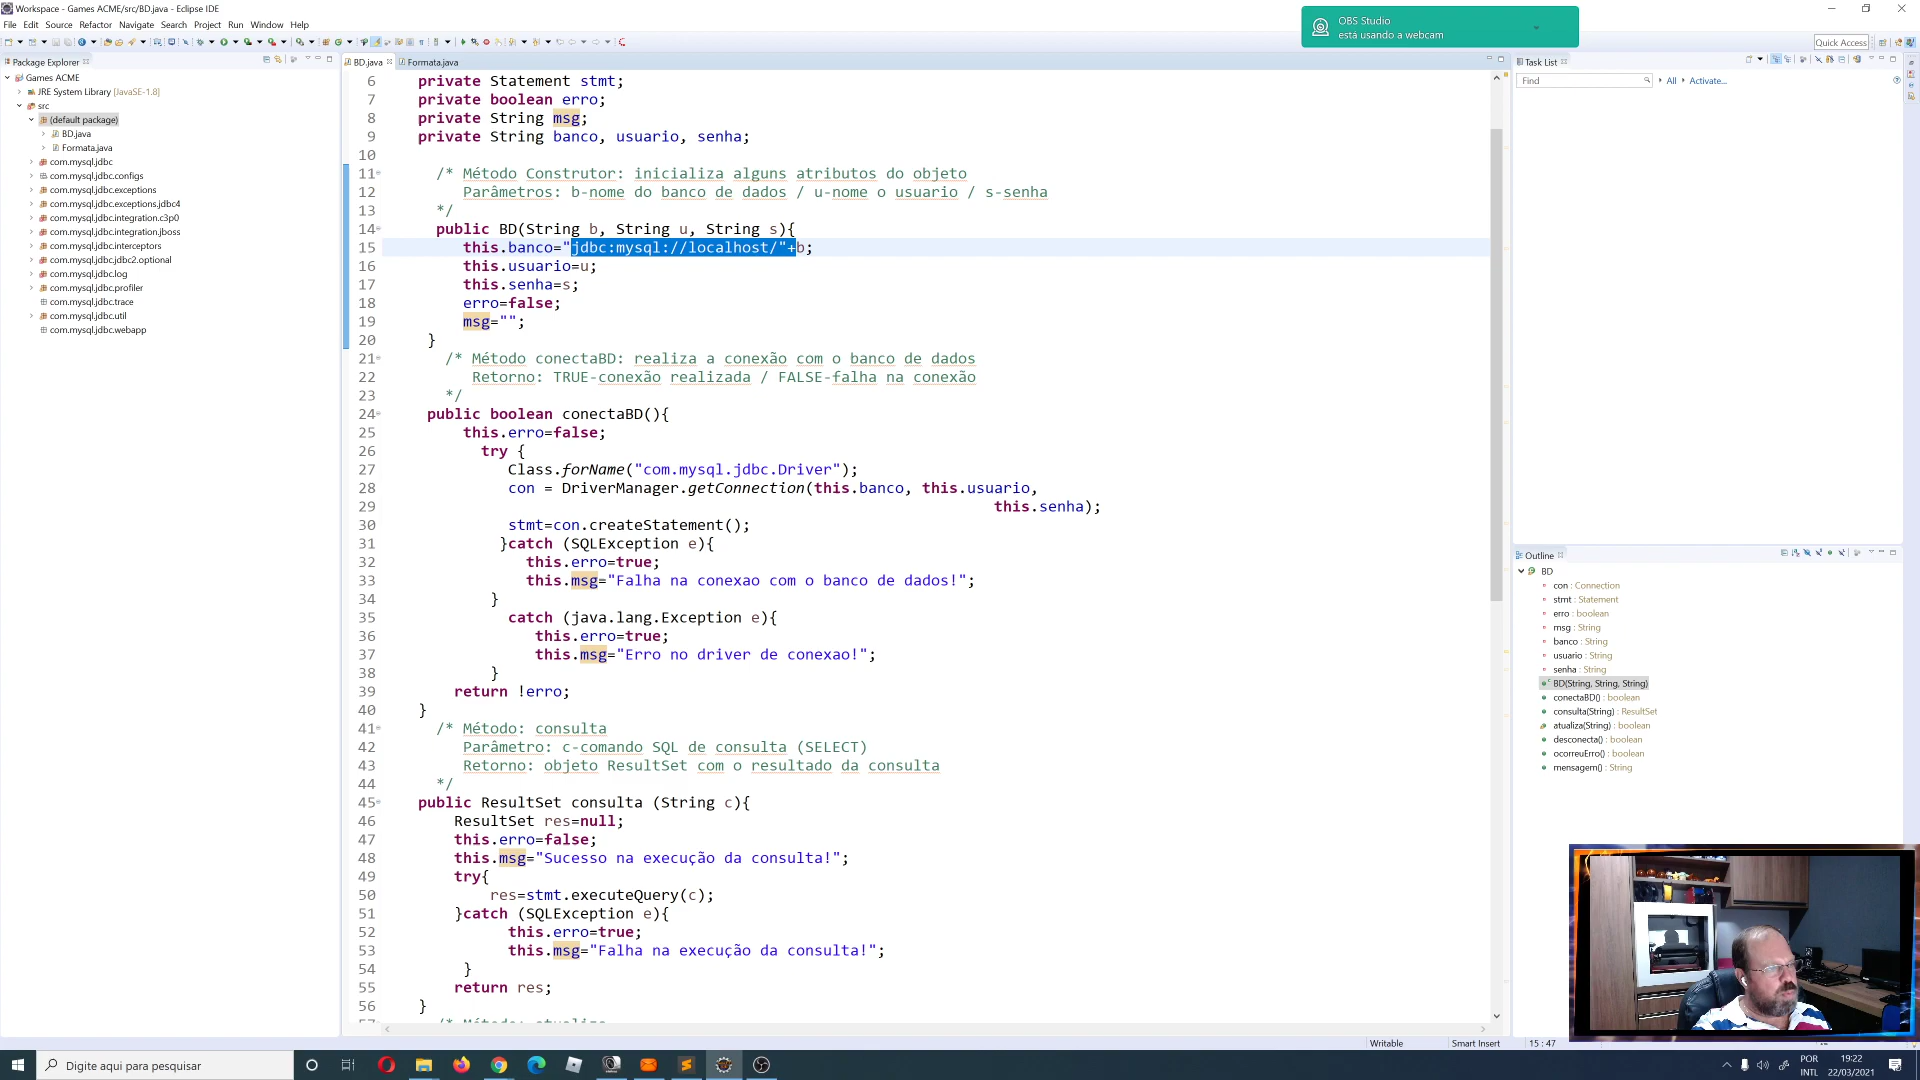 Workspace - Games ACME/src/BD.java - Eclipse IDE
File Edit Source Refactor Navigate Search Project Run Window Help
OBS Studio
está usando a webcam
Quick Access
Package Explorer
Games ACME
JRE System Library [JavaSE-1.8]
src
(default package)
BD.java
Formata.java
com.mysql.jdbc
com.mysql.jdbc.configs
com.mysql.jdbc.exceptions
com.mysql.jdbc.exceptions.jdbc4
com.mysql.jdbc.integration.c3p0
com.mysql.jdbc.integration.jboss
com.mysql.jdbc.interceptors
com.mysql.jdbc.jdbc2.optional
com.mysql.jdbc.log
com.mysql.jdbc.profiler
com.mysql.jdbc.trace
com.mysql.jdbc.util
com.mysql.jdbc.webapp
BD.java Formata.java
6 private Statement stmt;
7 private boolean erro;
8 private String msg;
9 private String banco, usuario, senha;
10
11 /* Método Construtor: inicializa alguns atributos do objeto
12 Parâmetros: b-nome do banco de dados / u-nome o usuario / s-senha
13 */
14 public BD(String b, String u, String s){
15 this.banco="jdbc:mysql://localhost/"+b;
16 this.usuario=u;
17 this.senha=s;
18 erro=false;
19 msg="";
20 }
21 /* Método conectaBD: realiza a conexão com o banco de dados
22 Retorno: TRUE-conexão realizada / FALSE-falha na conexão
23 */
24 public boolean conectaBD(){
25 this.erro=false;
26 try {
27 Class.forName("com.mysql.jdbc.Driver");
28 con = DriverManager.getConnection(this.banco, this.usuario,
29 this.senha);
30 stmt=con.createStatement();
31 }catch (SQLException e){
32 this.erro=true;
33 this.msg="Falha na conexao com o banco de dados!";
34 }
35 catch (java.lang.Exception e){
36 this.erro=true;
37 this.msg="Erro no driver de conexao!";
38 }
39 return !erro;
40 }
41 /* Método: consulta
42 Parâmetro: c-comando SQL de consulta (SELECT)
43 Retorno: objeto ResultSet com o resultado da consulta
44 */
45 public ResultSet consulta (String c){
46 ResultSet res=null;
47 this.erro=false;
48 this.msg="Sucesso na execução da consulta!";
49 try{
50 res=stmt.executeQuery(c);
51 }catch (SQLException e){
52 this.erro=true;
53 this.msg="Falha na execução da consulta!";
54 }
55 return res;
56 }
Task List
Find All Activate...
Outline
BD
con : Connection
stmt : Statement
erro : boolean
msg : String
banco : String
usuario : String
senha : String
BD(String, String, String)
conectaBD() : boolean
consulta(String) : ResultSet
atualiza(String) : boolean
desconecta() : boolean
ocorreuErro() : boolean
mensagem() : String
Writable Smart Insert 15 : 47
Digite aqui para pesquisar
POR
INTL
19:22
22/03/2021